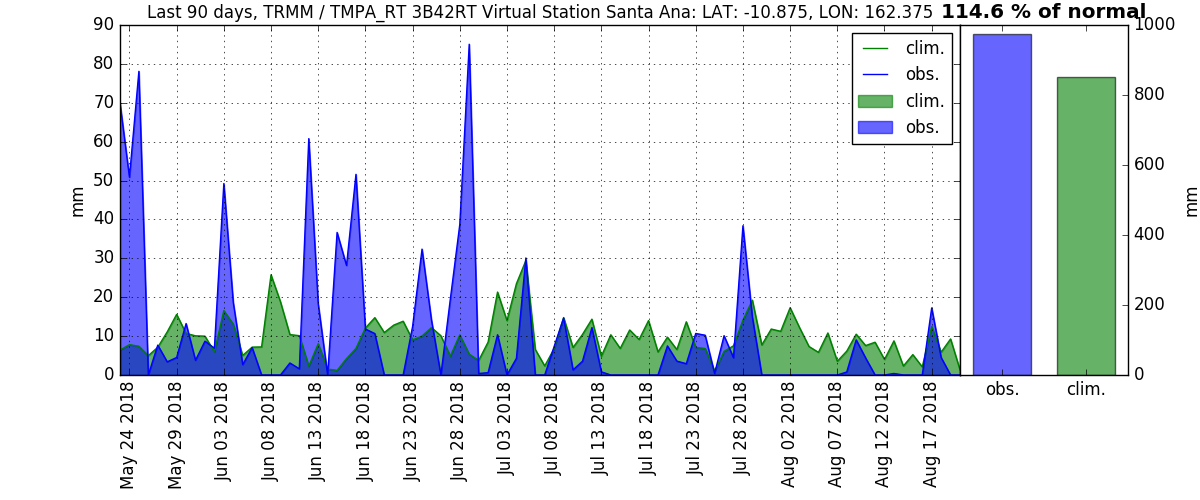 Last 90 days, TRMM / TMPA_RT 3B42RT Virtual Station Santa Ana: LAT: -10.875, LON: 162.375 114.6 % of normal
90
80
70
60
50
40
30
20
10
0
mm
clim.
obs.
clim.
obs.
May 24 2018
May 29 2018
Jun 03 2018
Jun 08 2018
Jun 13 2018
Jun 18 2018
Jun 23 2018
Jun 28 2018
Jul 03 2018
Jul 08 2018
Jul 13 2018
Jul 18 2018
Jul 23 2018
Jul 28 2018
Aug 02 2018
Aug 07 2018
Aug 12 2018
Aug 17 2018
1000
800
600
400
200
0
mm
obs.
clim.